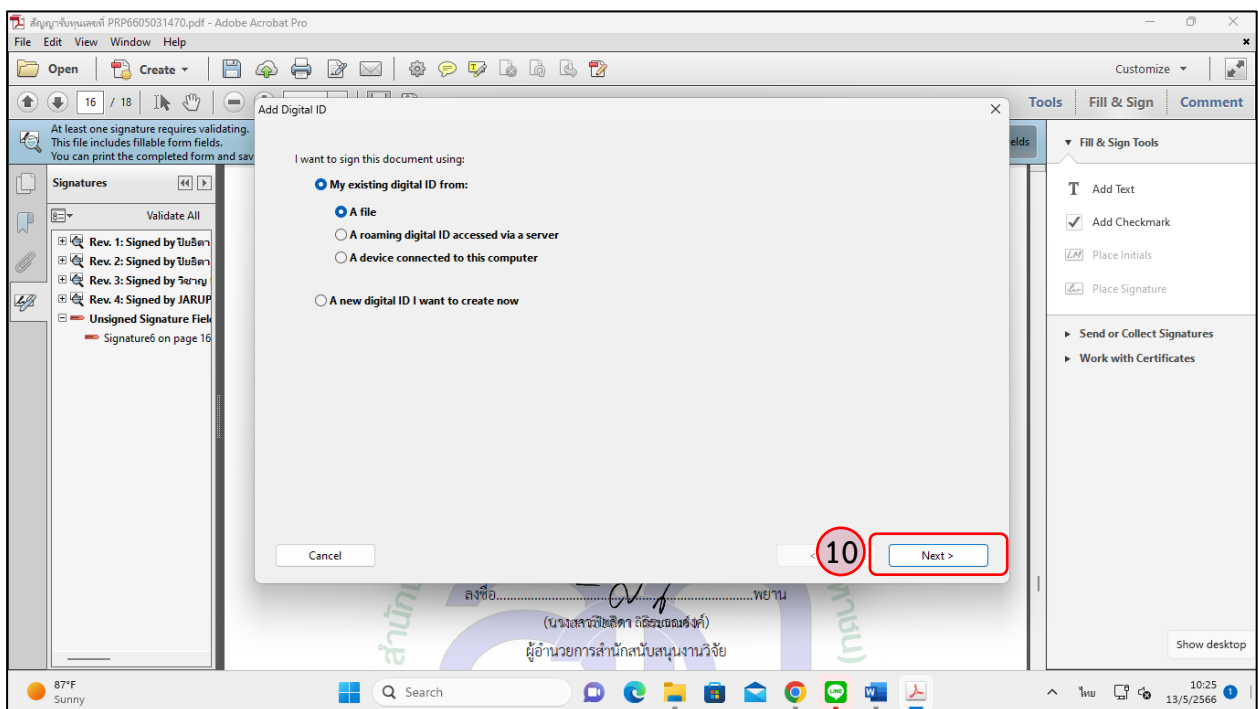 สัญญารับทุนเลขที่ PRP6605031470.pdf - Adobe Acrobat Pro
File Edit View Window Help
Open Create Customize
16 / 18 Tools Fill & Sign Comment
At least one signature requires validating.
This file includes fillable form fields.
You can print the completed form and sav
elds
Signatures
Validate All
Rev. 1: Signed by ปิยธิดา
Rev. 2: Signed by ปิยธิดา
Rev. 3: Signed by วิชาญ
Rev. 4: Signed by JARUP
Unsigned Signature Fiel
Signature6 on page 16
Add Digital ID
I want to sign this document using:
My existing digital ID from:
A file
A roaming digital ID accessed via a server
A device connected to this computer
A new digital ID I want to create now
Cancel
<
10
Next >
Fill & Sign Tools
T Add Text
Add Checkmark
LM Place Initials
Place Signature
Send or Collect Signatures
Work with Certificates
ลงชื่อ..........................................................พยาน
ผู้อำนวยการสำนักสนับสนุนงานวิจัย
Show desktop
87°F
Sunny
Search
LINE
ไทย
10:25
13/5/2566
1